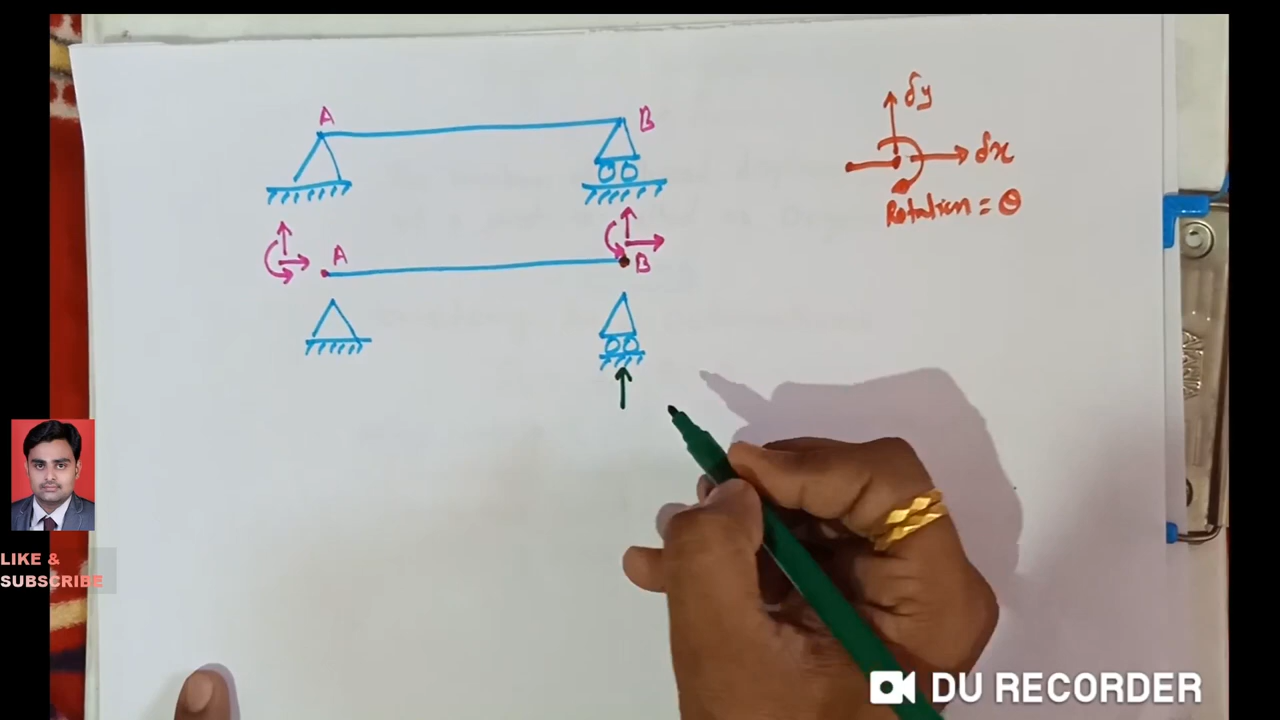 A
B
δy
δx
Rotation = θ
A
B
LIKE &
SUBSCRIBE
DU RECORDER